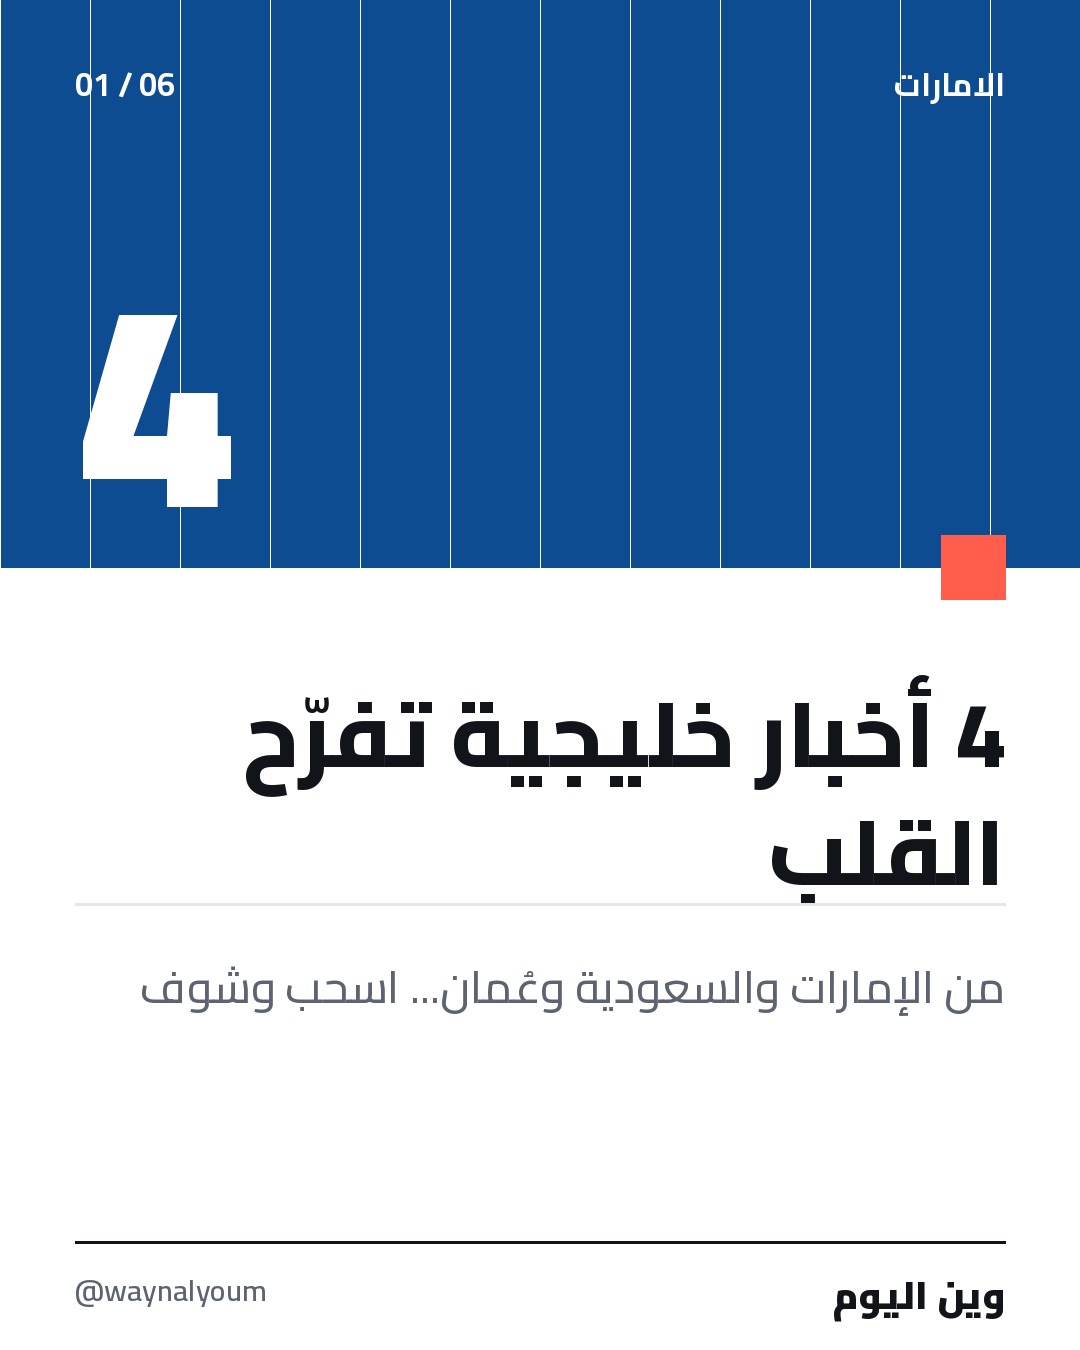 الامارات
01 / 06
4
4 أخبار خليجية تفرّح
القلب
من الإمارات والسعودية وعُمان... اسحب وشوف
وين اليوم
@waynalyoum